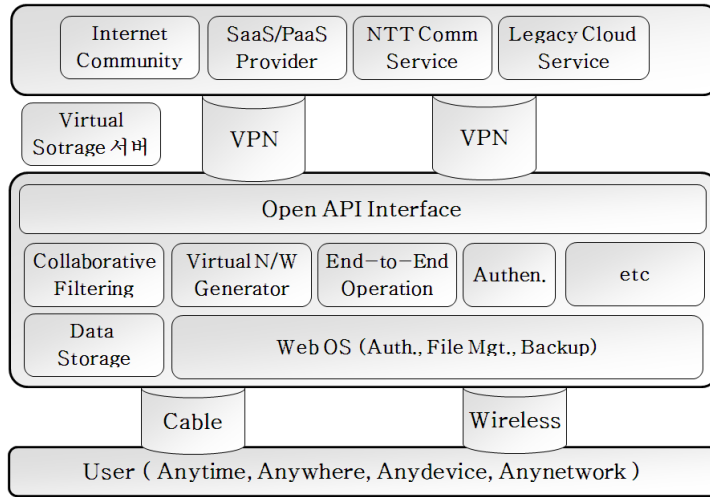 Internet Community
SaaS/PaaS Provider
NTT Comm Service
Legacy Cloud Service
Virtual Sotrage 서버
VPN
VPN
Open API Interface
Collaborative Filtering
Virtual N/W Generator
End-to-End Operation
Authen.
etc
Data Storage
Web OS (Auth., File Mgt., Backup)
Cable
Wireless
User ( Anytime, Anywhere, Anydevice, Anynetwork )